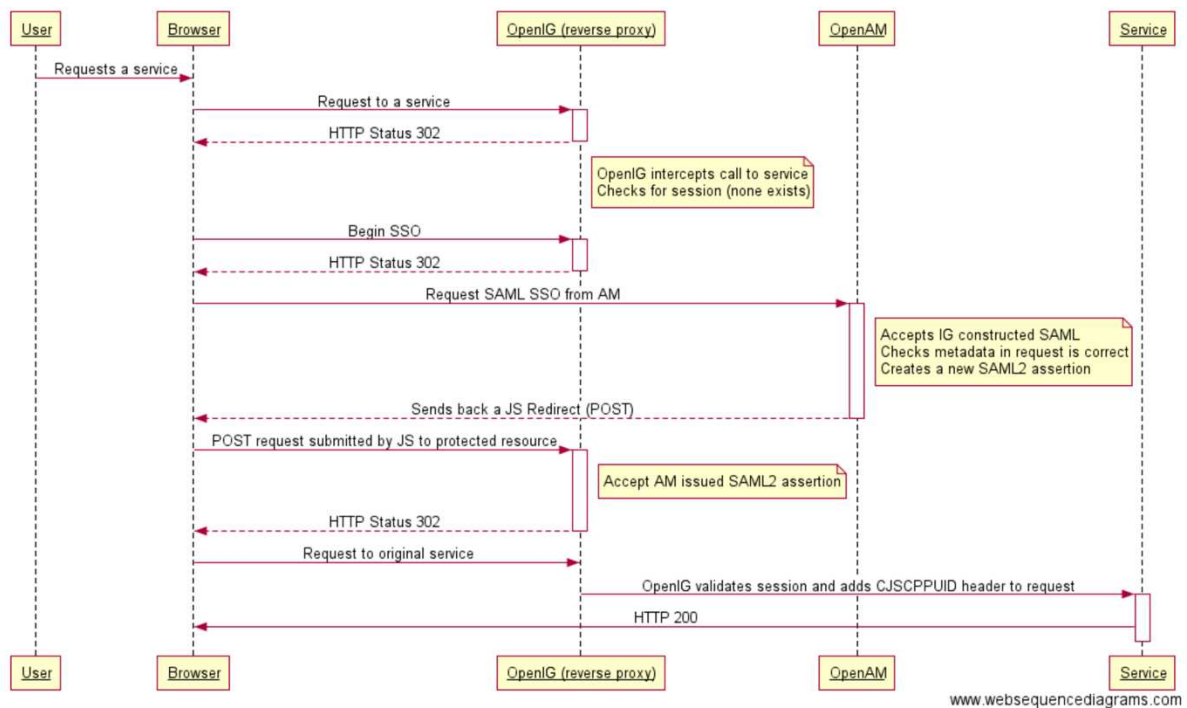 User
Browser
OpenIG (reverse proxy)
OpenAM
Service
Requests a service
Request to a service
HTTP Status 302
OpenIG intercepts call to service
Checks for session (none exists)
Begin SSO
HTTP Status 302
Request SAML SSO from AM
Accepts IG constructed SAML
Checks metadata in request is correct
Creates a new SAML2 assertion
Sends back a JS Redirect (POST)
POST request submitted by JS to protected resource
Accept AM issued SAML2 assertion
HTTP Status 302
Request to original service
OpenIG validates session and adds CJSCPPUID header to request
HTTP 200
User
Browser
OpenIG (reverse proxy)
OpenAM
Service
www.websequencediagrams.com